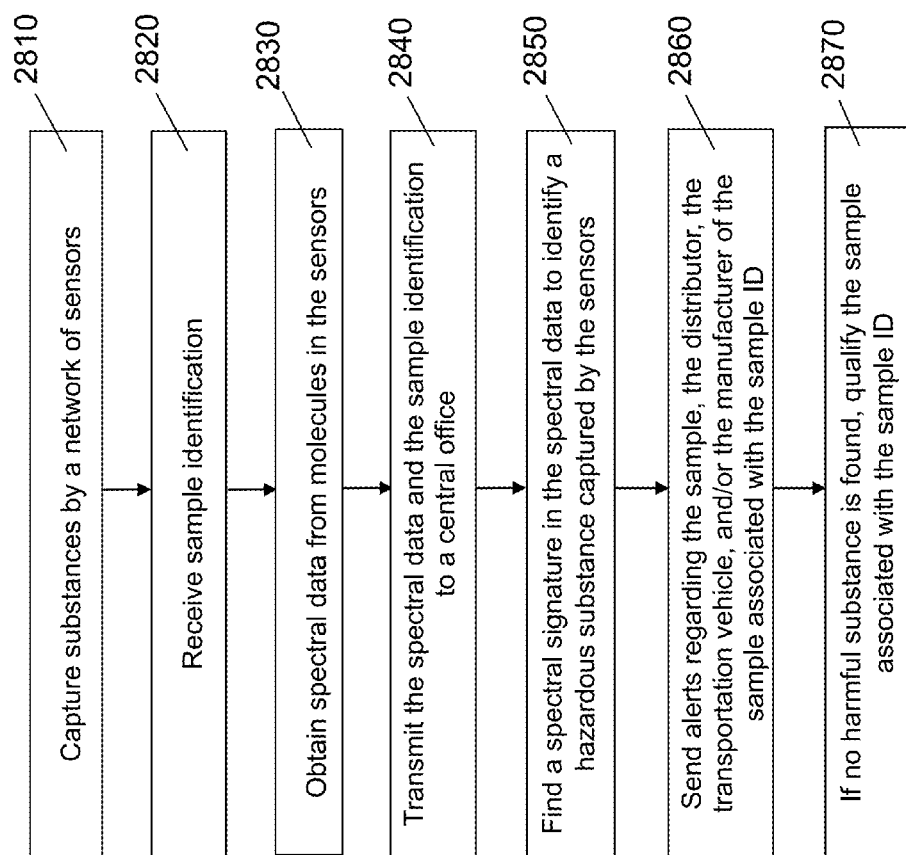 2810
Capture substances by a network of sensors
2820
Receive sample identification
2830
Obtain spectral data from molecules in the sensors
2840
Transmit the spectral data and the sample identification
to a central office
2850
Find a spectral signature in the spectral data to identify a
hazardous substance captured by the sensors
2860
Send alerts regarding the sample, the distributor, the
transportation vehicle, and/or the manufacturer of the
sample associated with the sample ID
2870
If no harmful substance is found, qualify the sample
associated with the sample ID